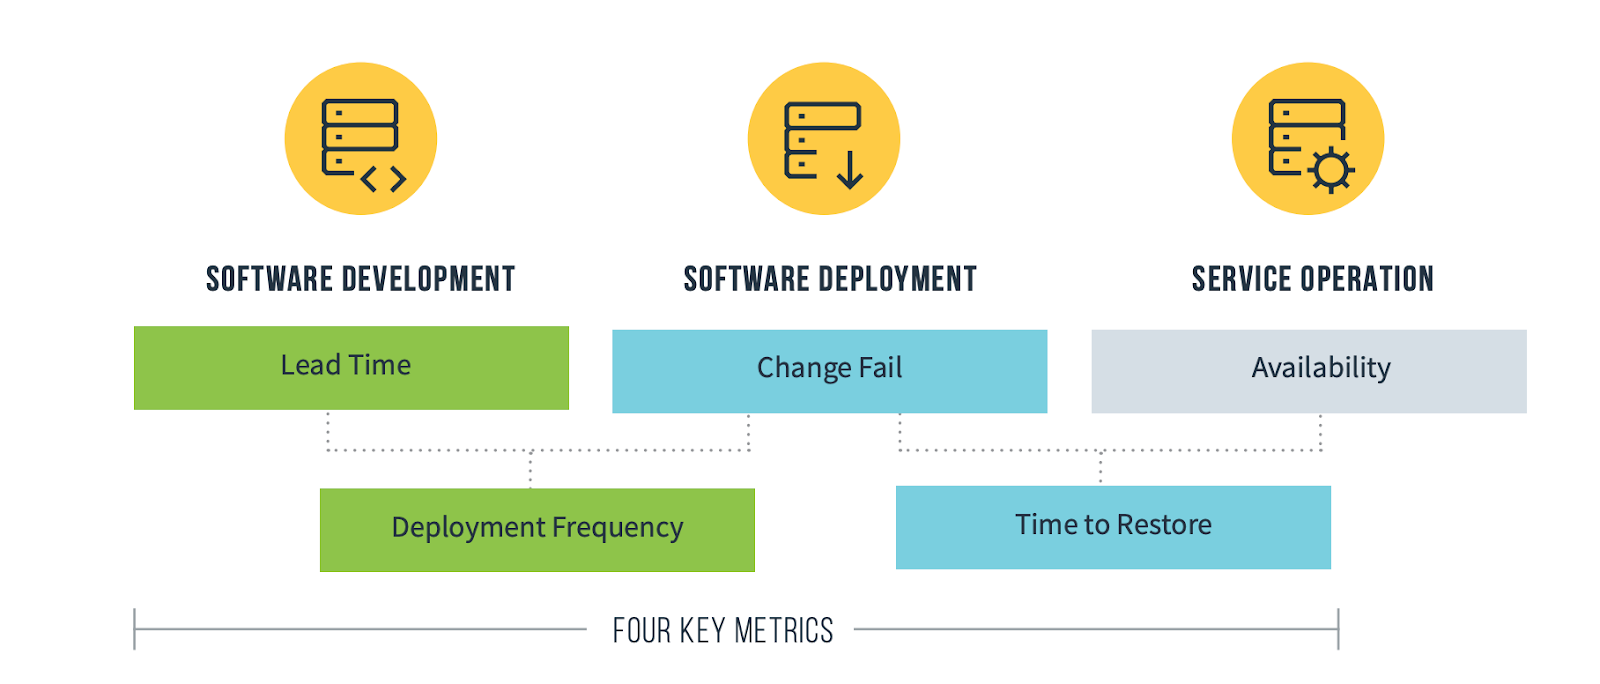 SOFTWARE DEVELOPMENT
SOFTWARE DEPLOYMENT
SERVICE OPERATION
Lead Time
Change Fail
Availability
Deployment Frequency
Time to Restore
FOUR KEY METRICS